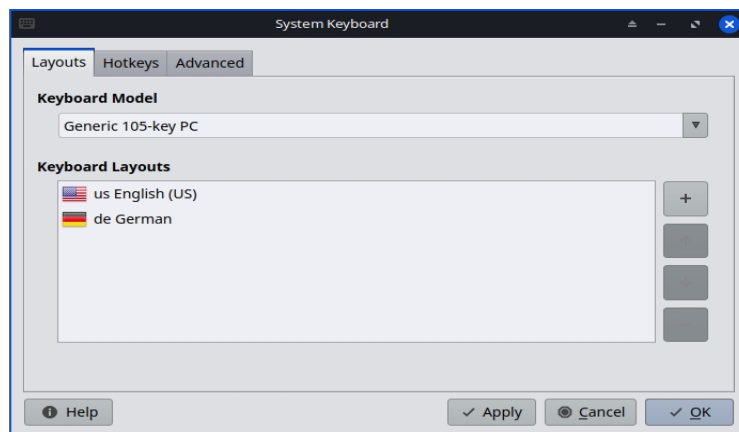 System Keyboard
Layouts Hotkeys Advanced
Keyboard Model
Generic 105-key PC
Keyboard Layouts
us English (US)
de German
Help Apply Cancel OK